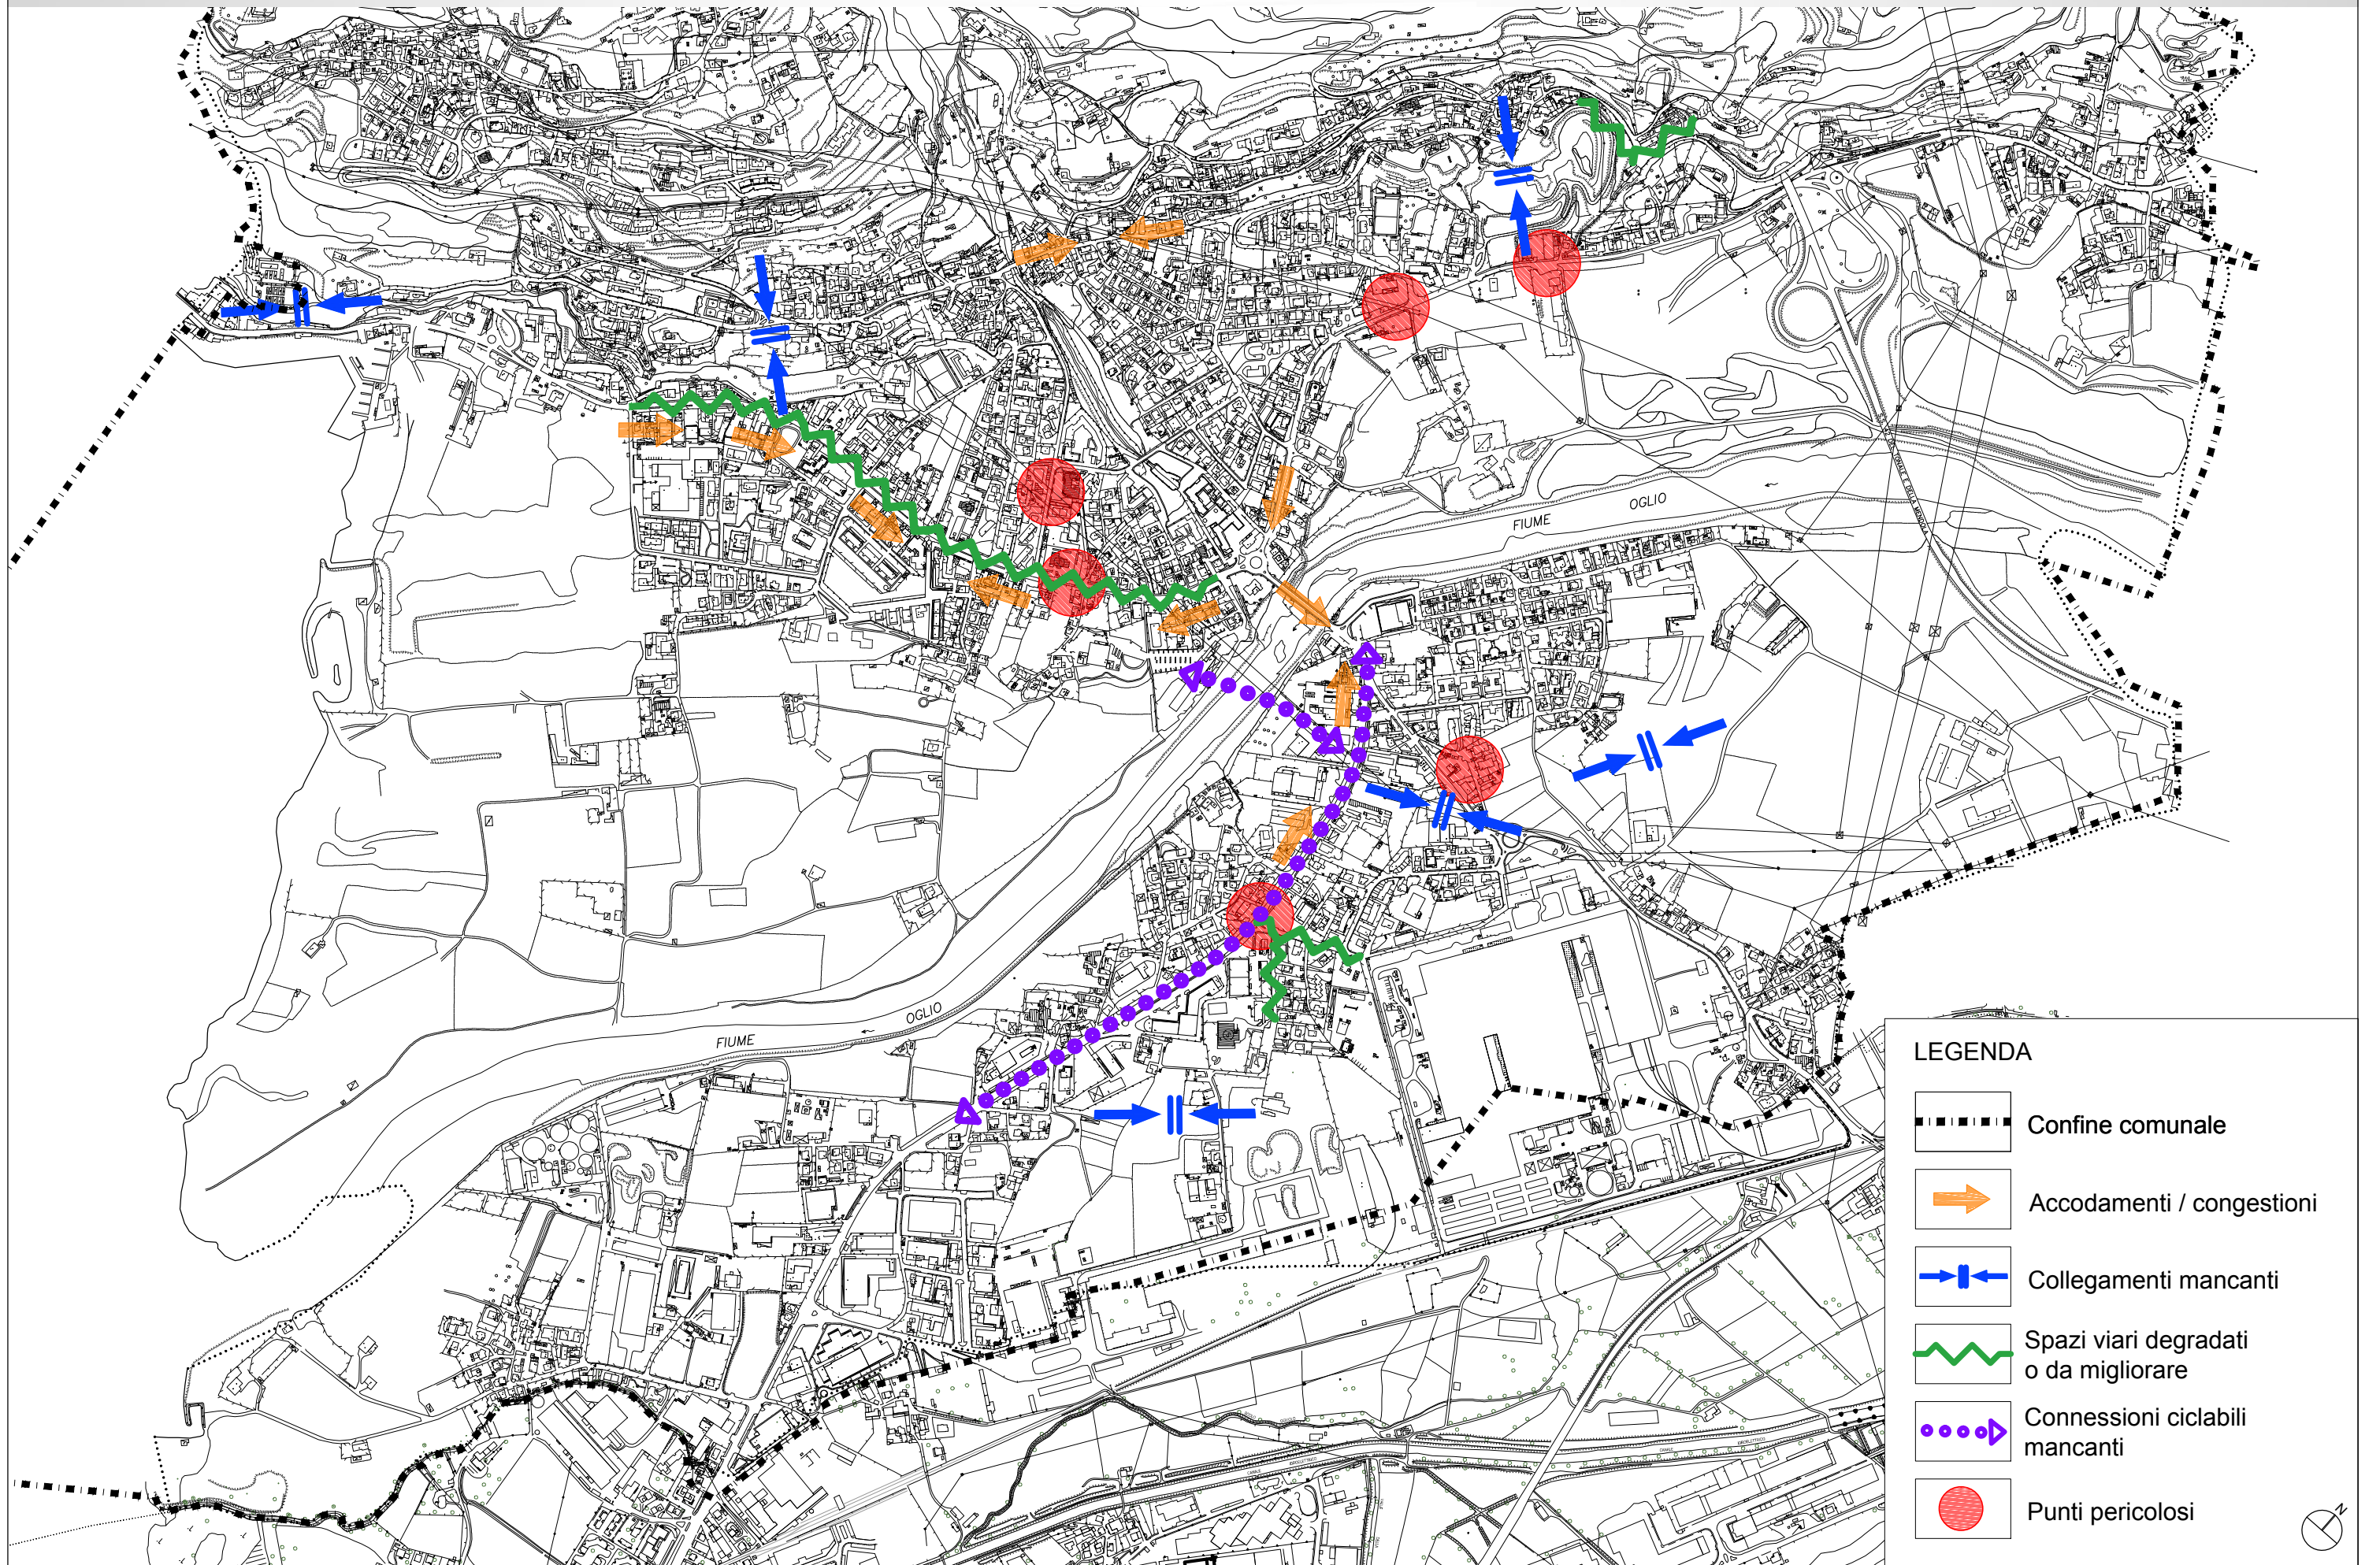 FIUME
OGLIO
FIUME
OGLIO
LEGENDA
Confine comunale
Accodamenti / congestioni
Collegamenti mancanti
Spazi viari degradati
o da migliorare
Connessioni ciclabili
mancanti
Punti pericolosi
N